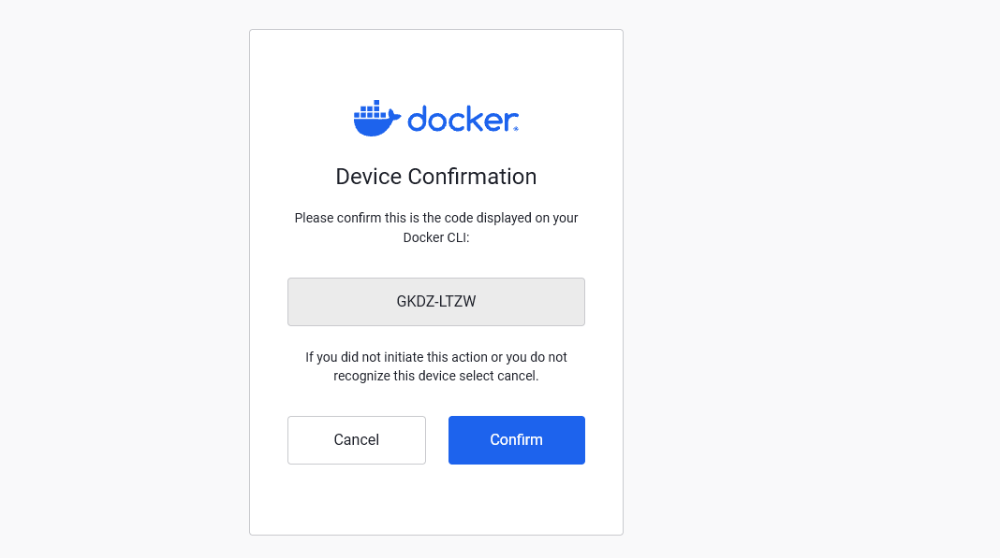 docker
Device Confirmation
Please confirm this is the code displayed on your
Docker CLI:
GKDZ-LTZW
If you did not initiate this action or you do not
recognize this device select cancel.
Cancel
Confirm